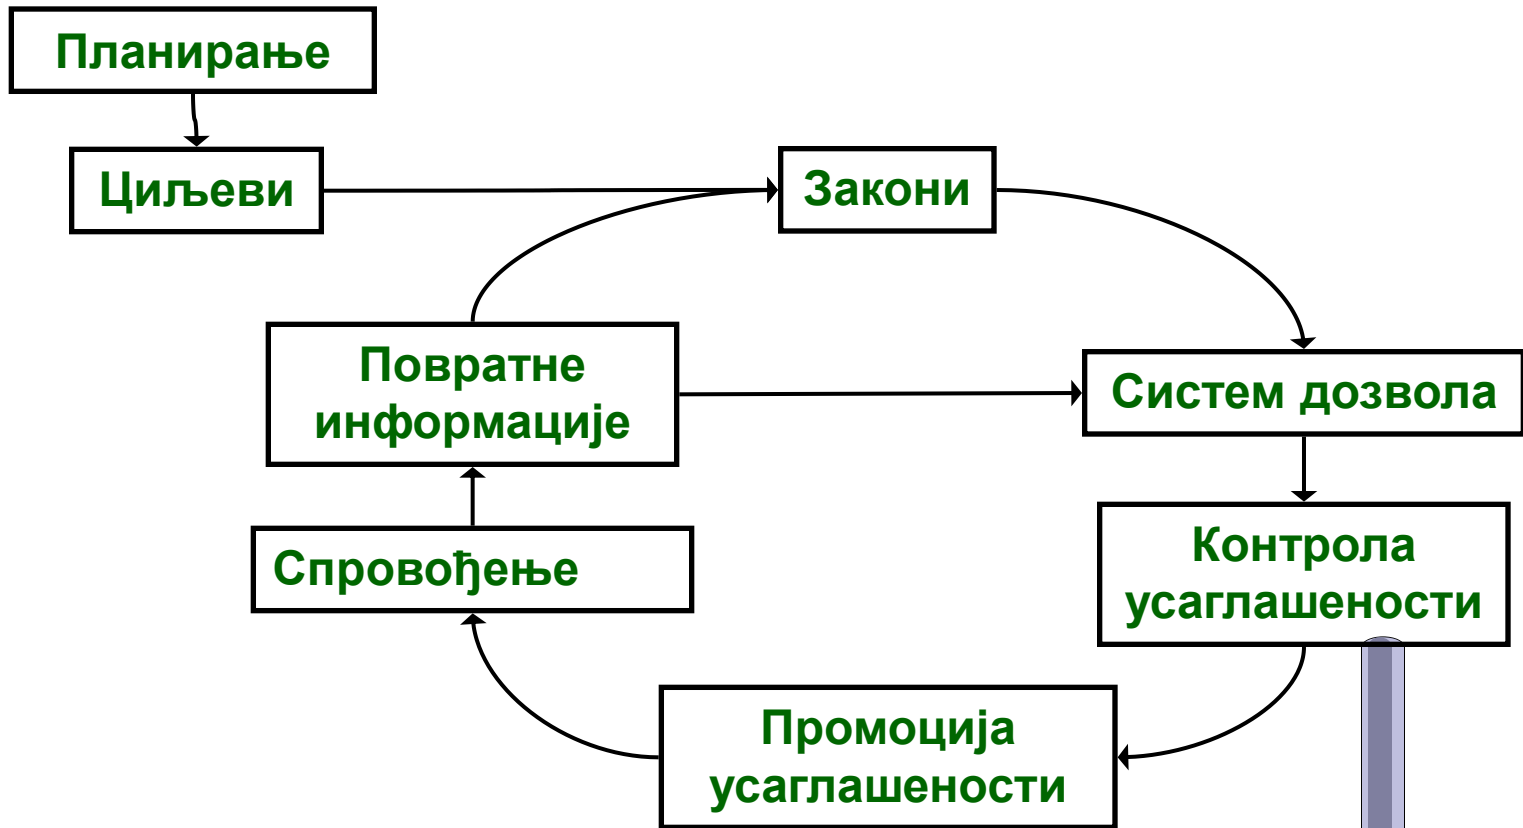 Планирање
Циљеви
Закони
Повратне
информације
Систем дозвола
Контрола
усаглашености
Спровођење
Промоција
усаглашености